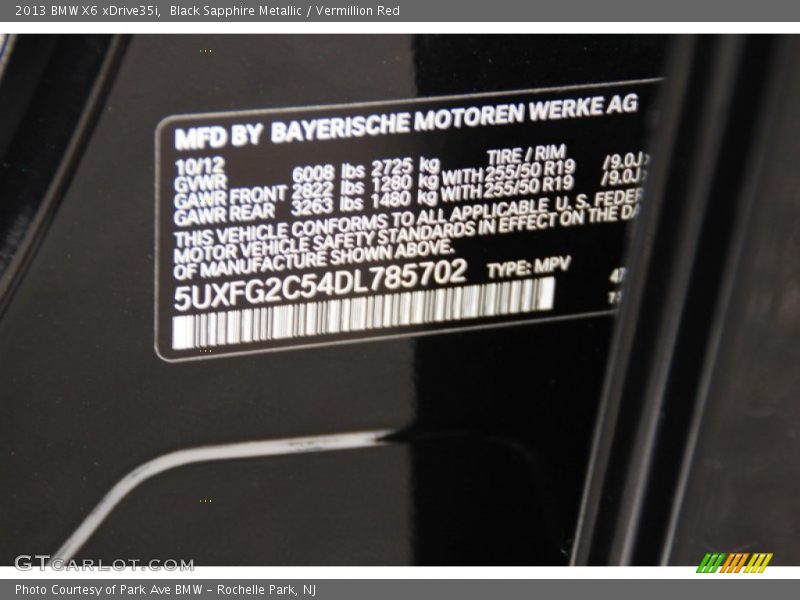 2013 BMW X6 xDrive35i, Black Sapphire Metallic / Vermillion Red
MFD BY BAYERISCHE MOTOREN WERKE AG
10/12 TIRE / RIM
GVWR 6008 lbs 2725 kg
GAWR FRONT 2822 lbs 1280 kg WITH 255/50 R19 /9.0J
GAWR REAR 3263 lbs 1480 kg WITH 255/50 R19 /9.0J
THIS VEHICLE CONFORMS TO ALL APPLICABLE U. S. FEDER
MOTOR VEHICLE SAFETY STANDARDS IN EFFECT ON THE DA
OF MANUFACTURE SHOWN ABOVE.
5UXFG2C54DL785702 TYPE: MPV
GTCARLOT.COM
Photo Courtesy of Park Ave BMW - Rochelle Park, NJ